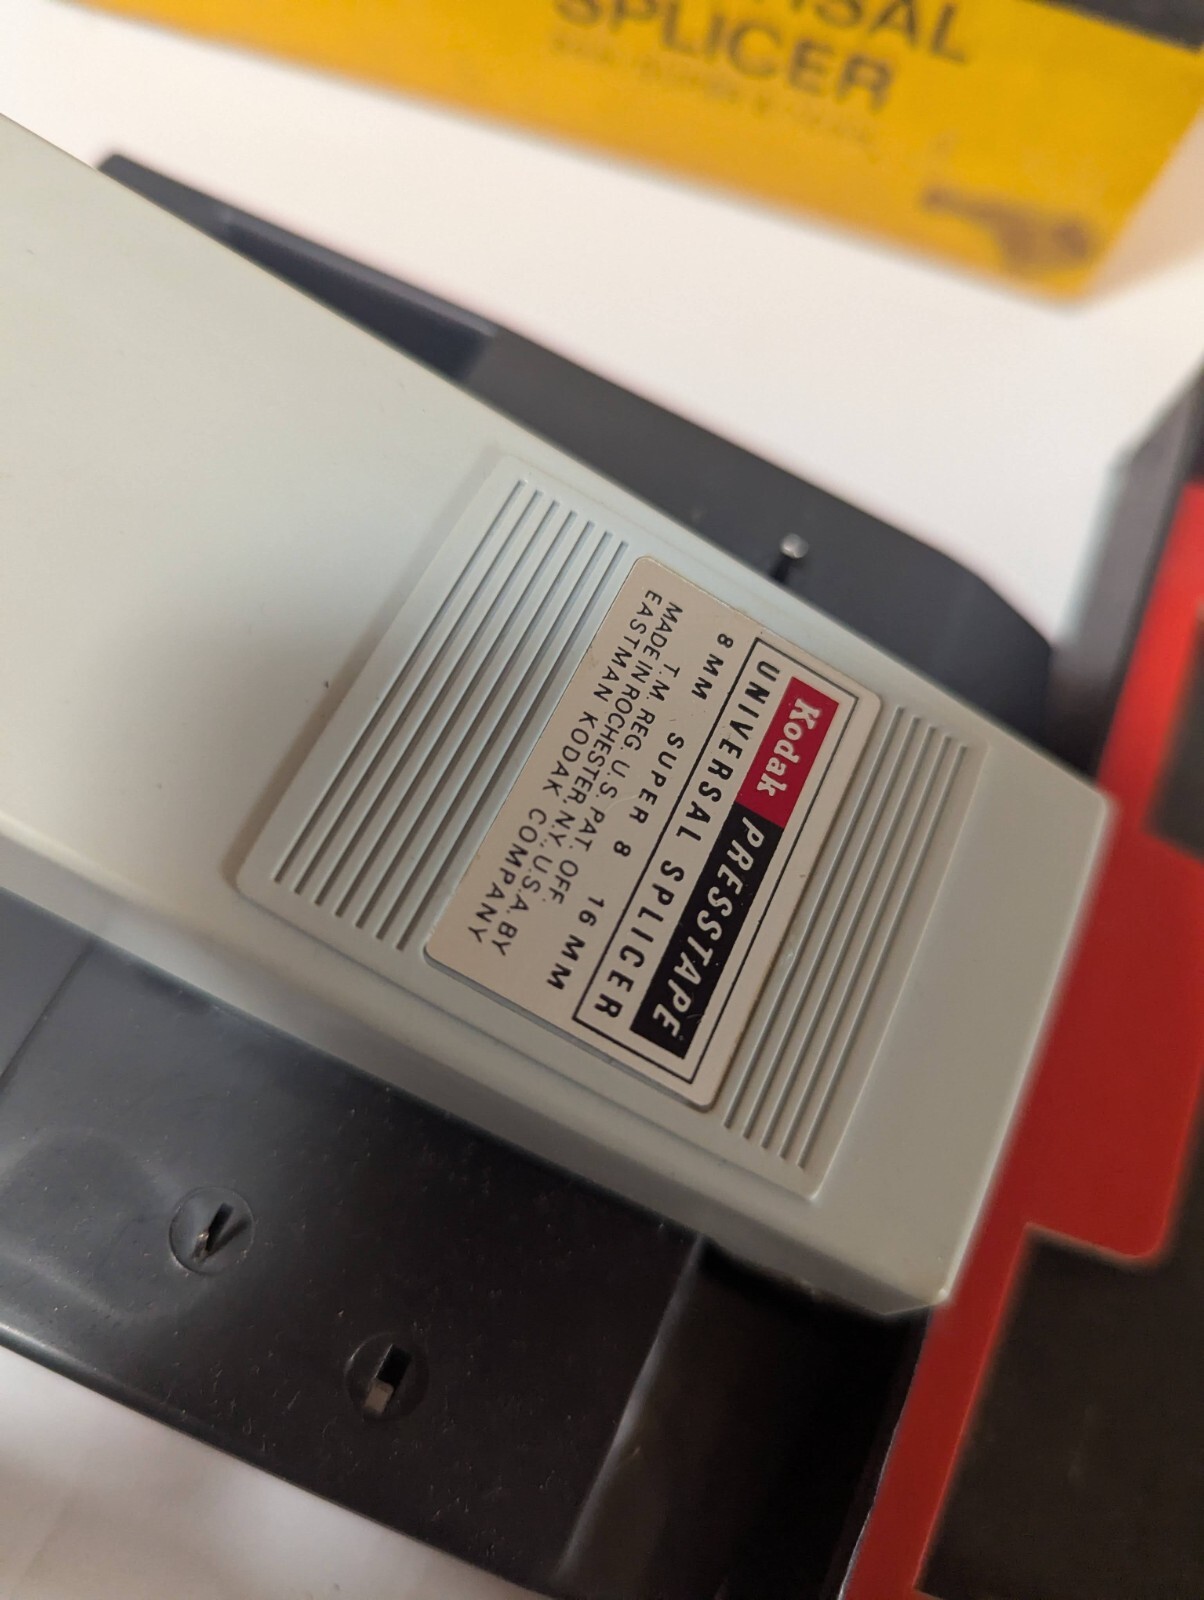 Kodak PRESSTAPE
UNIVERSAL SPLICER
8 MM SUPER 8 16 MM
T.M. REG. U.S. PAT. OFF.
MADE IN ROCHESTER, N.Y., U.S.A. BY
EASTMAN KODAK COMPANY
SPLICER